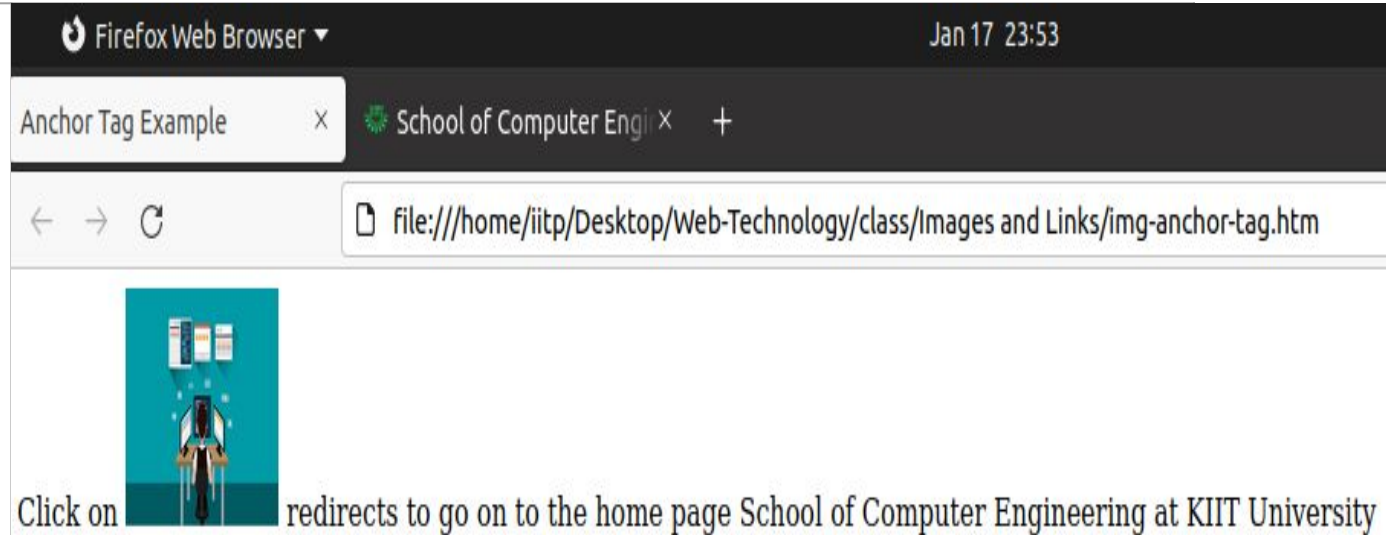 Firefox Web Browser Jan 17 23:53
Anchor Tag Example × School of Computer Engi × +
file:///home/iitp/Desktop/Web-Technology/class/Images and Links/img-anchor-tag.htm
Click on redirects to go on to the home page School of Computer Engineering at KIIT University